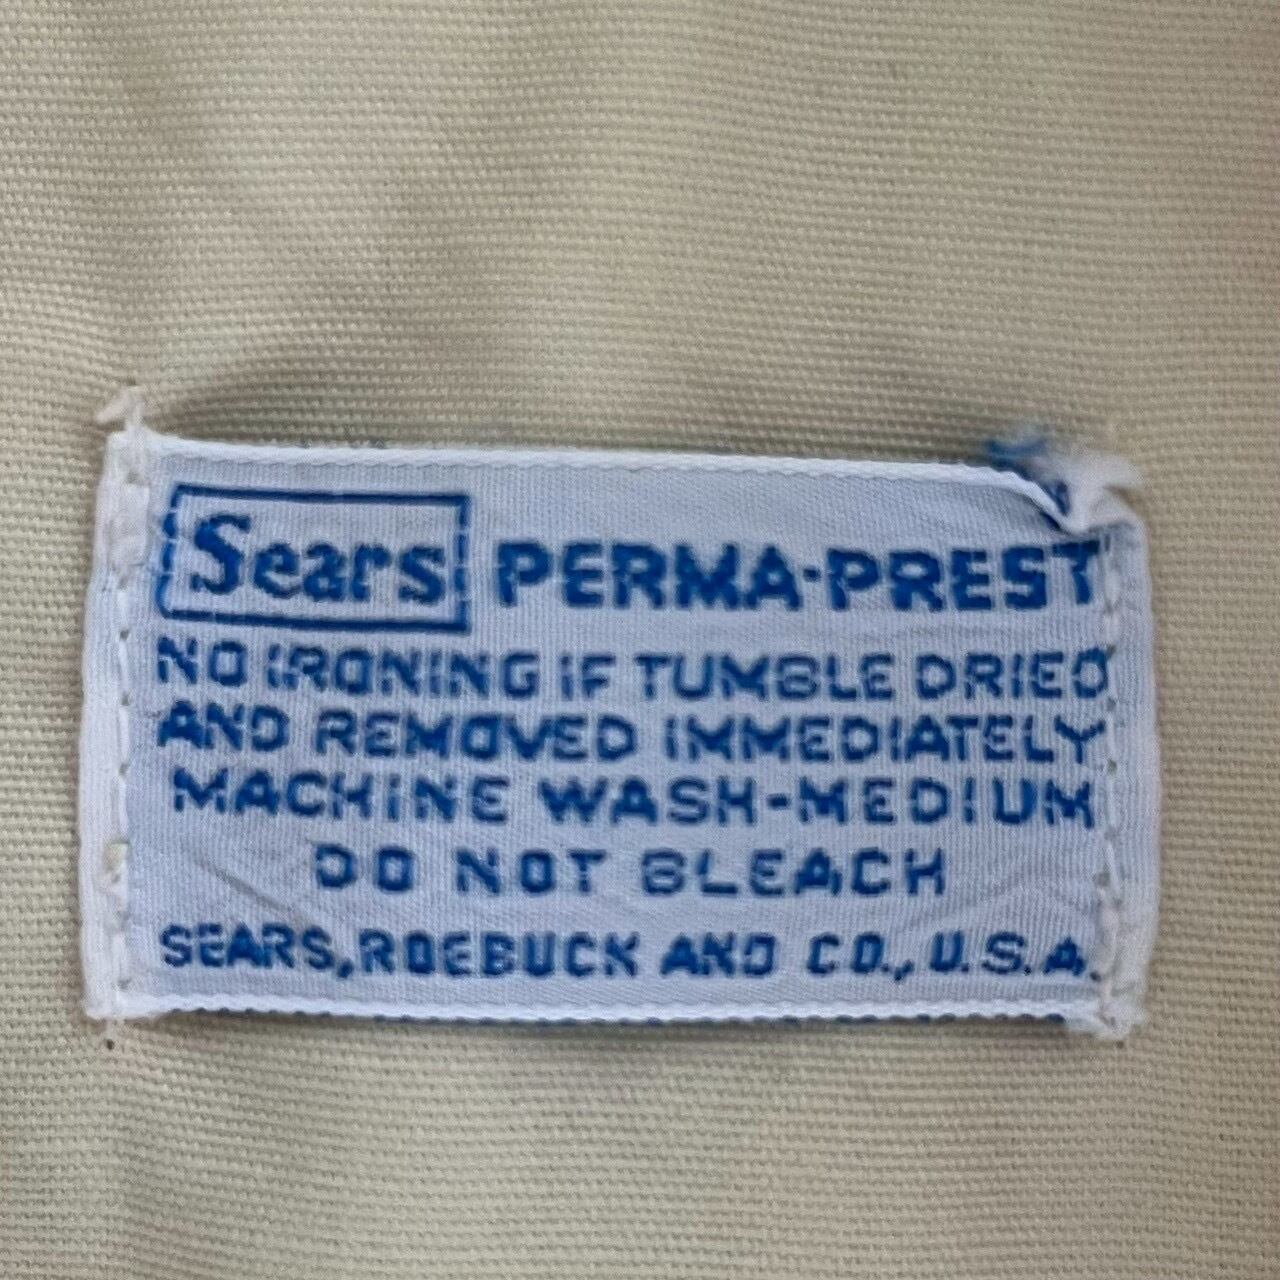 Sears PERMA-PREST
NO IRONING IF TUMBLE DRIED
AND REMOVED IMMEDIATELY
MACHINE WASH-MEDIUM
DO NOT BLEACH
SEARS, ROEBUCK AND CO., U.S.A.